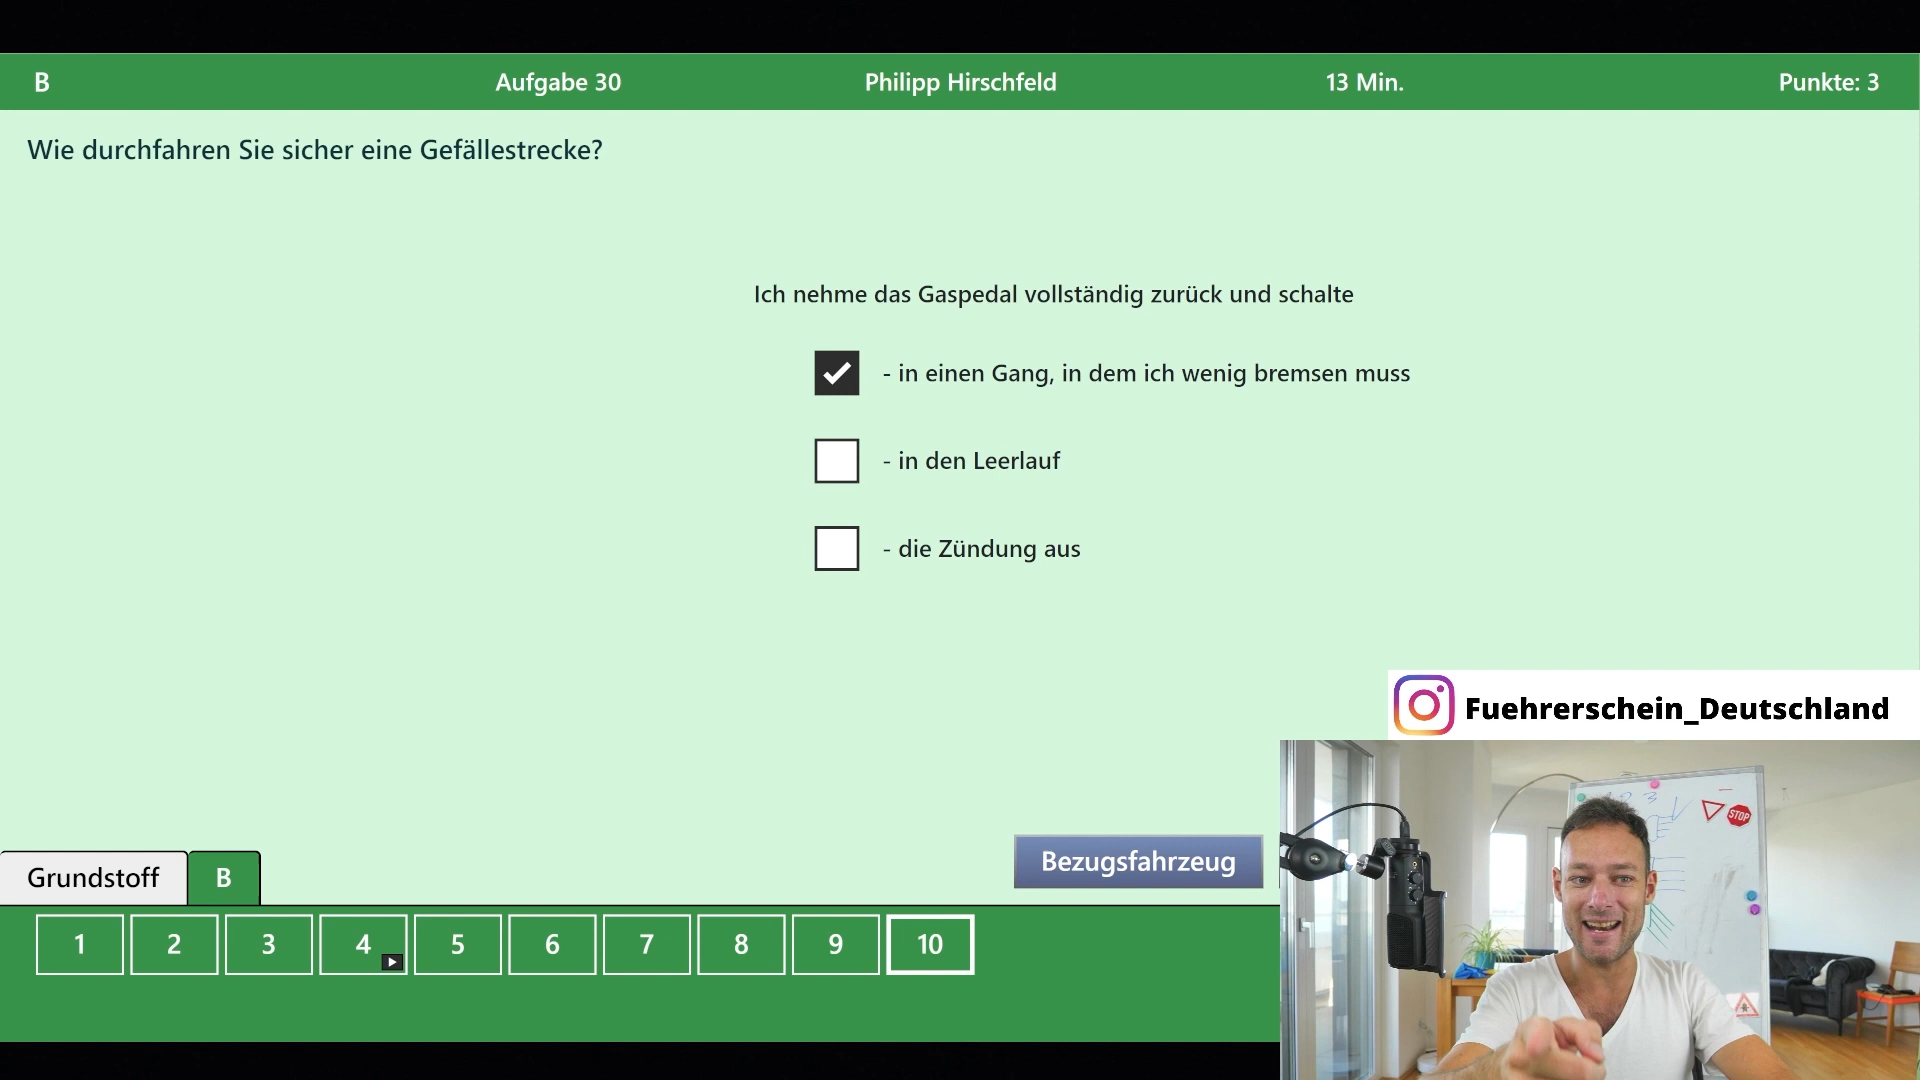 B
Aufgabe 30
Philipp Hirschfeld
13 Min.
Punkte: 3
Wie durchfahren Sie sicher eine Gefällestrecke?
Ich nehme das Gaspedal vollständig zurück und schalte
- in einen Gang, in dem ich wenig bremsen muss
- in den Leerlauf
- die Zündung aus
Fuehrerschein_Deutschland
STOP
Bezugsfahrzeug
Grundstoff
B
1
2
3
4
5
6
7
8
9
10